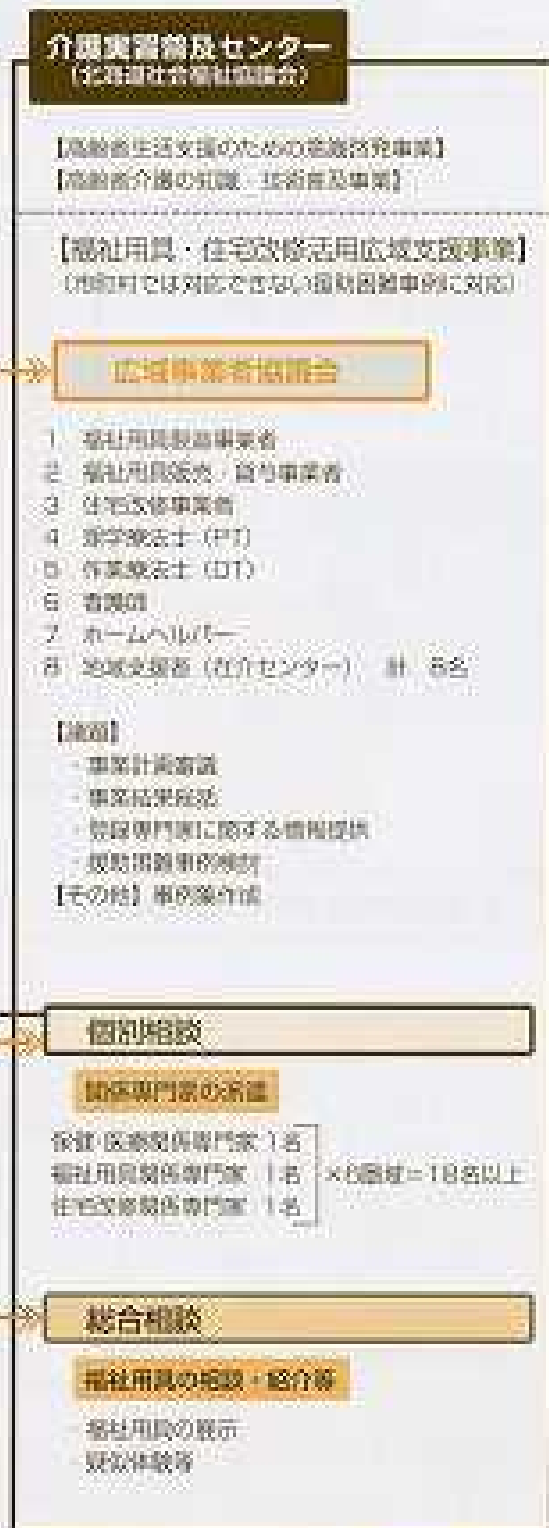 介護実習普及センター
(北海道社会福祉協議会)
【高齢者生活支援のための意識啓発事業】
【高齢者介護の知識・技術普及事業】
【福祉用具・住宅改修活用広域支援事業】
(市町村では対応できない援助困難事例に対応)
広域事業者協議会
1 福祉用具製造事業者
2 福祉用具販売・貸与事業者
3 住宅改修事業者
4 理学療法士(PT)
5 作業療法士(OT)
6 看護師
7 ホームヘルパー
8 地域支援者(在介センター) 計 8名
・事業計画審議
・事業結果総括
・登録専門家に関する情報提供
・援助困難事例検討
【その他】事例集作成
個別相談
関係専門家の派遣
保健・医療関係専門家 1名
福祉用具関係専門家 1名 ×6圏域=18名以上
住宅改修関係専門家 1名
総合相談
福祉用具の相談・紹介等
・福祉用具の展示
・疑似体験等